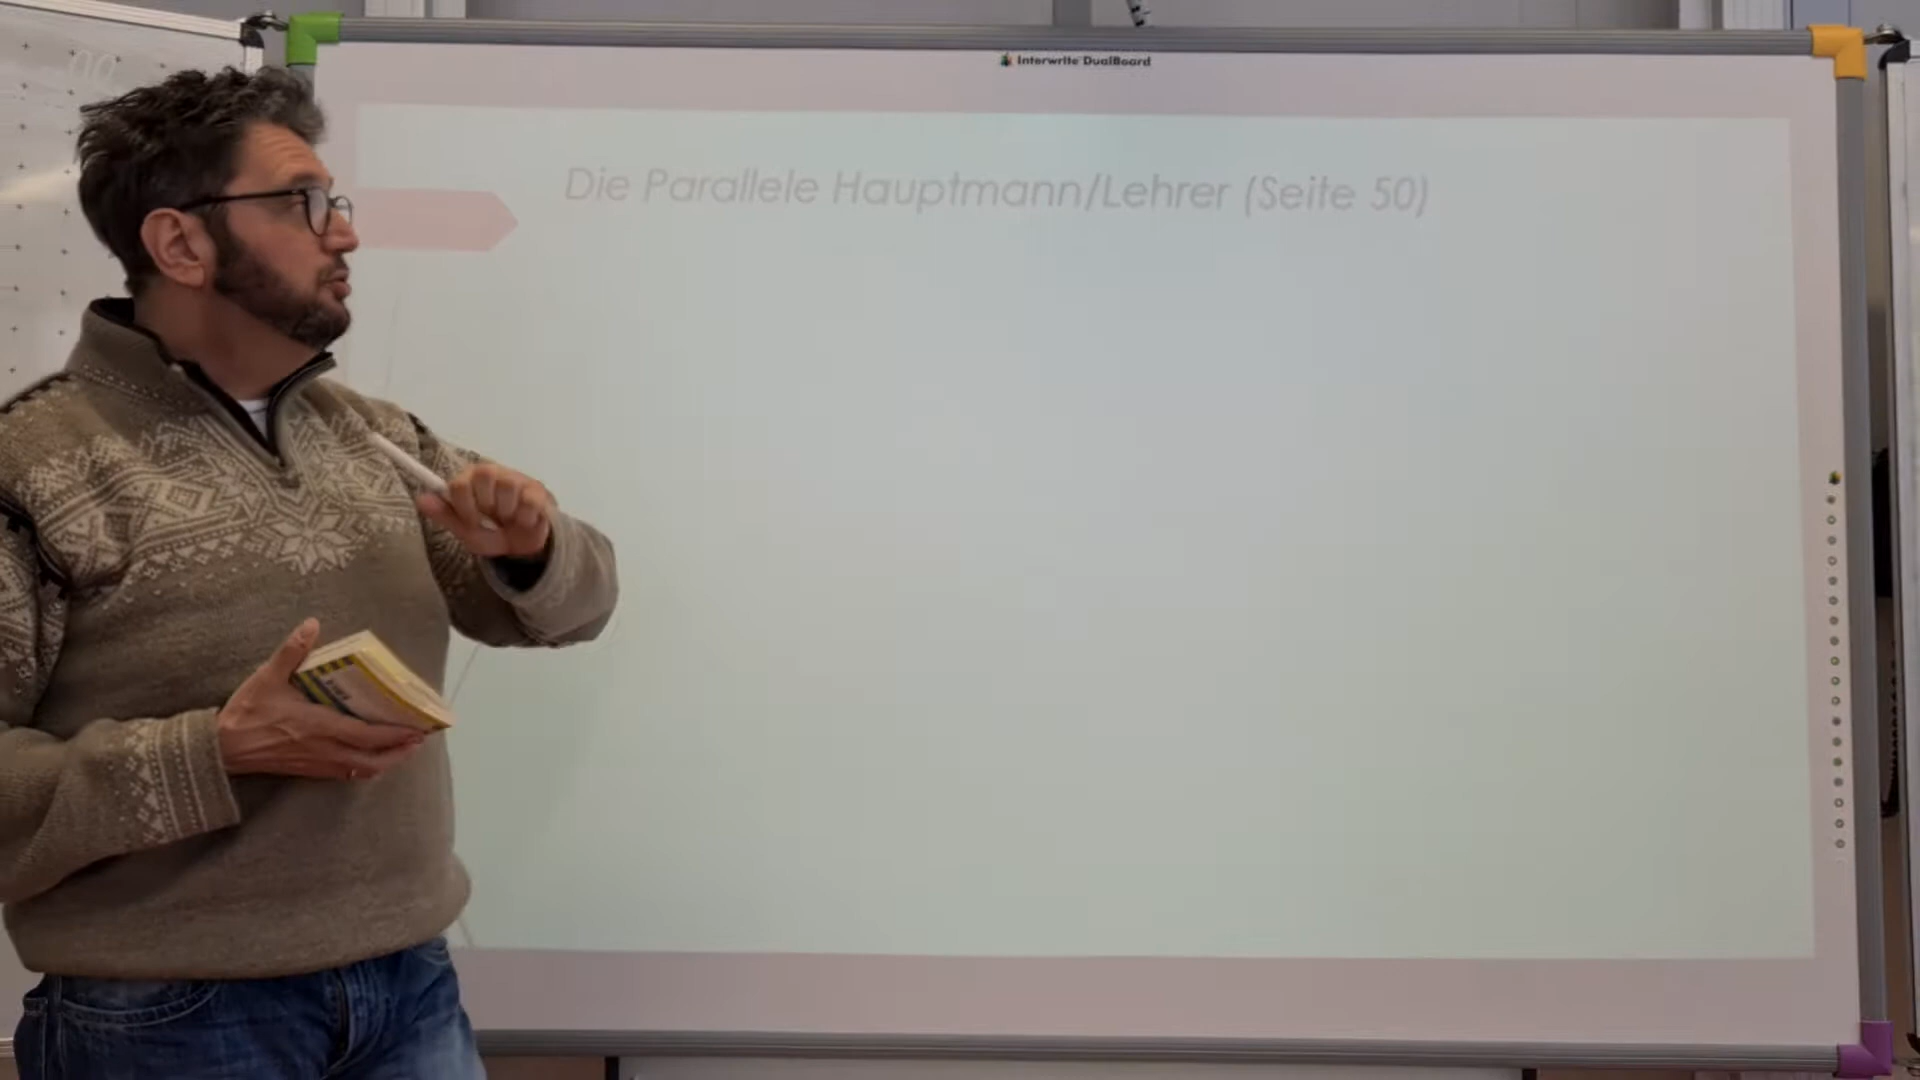 Interwrite DualBoard
Die Parallele Hauptmann/Lehrer (Seite 50)